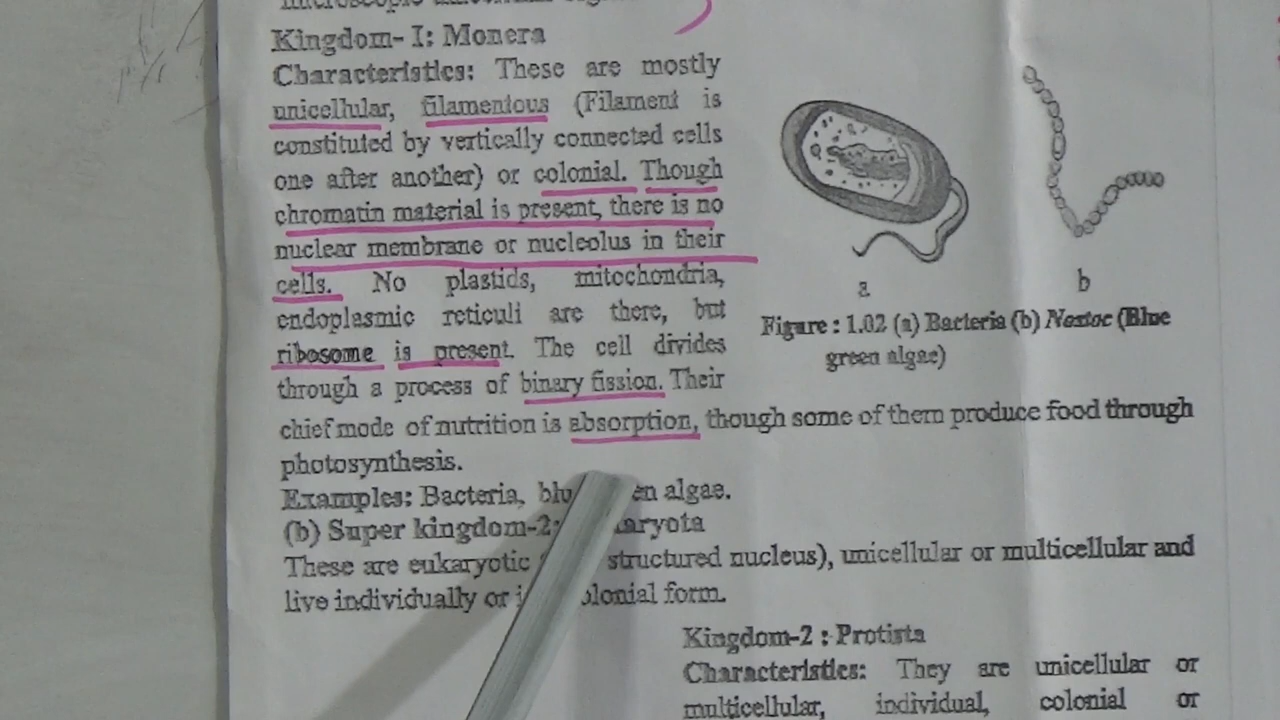 Kingdom- I: Monera
Characteristics: These are mostly
unicellular, filamentous (Filament is
constituted by vertically connected cells
one after another) or colonial. Though
chromatin material is present, there is no
nuclear membrane or nucleolus in their
cells. No plastids, mitochondria,
endoplasmic reticuli are there, but
ribosome is present. The cell divides
through a process of binary fission. Their
chief mode of nutrition is absorption, though some of them produce food through
photosynthesis.
a
b
Figure : 1.02 (a) Bacteria (b) Nostoc (Blue
green algae)
Examples: Bacteria, algae.
(b) Super kingdom-2:
These are eukaryotic structured nucleus), unicellular or multicellular and
live individually or colonial form.
Kingdom-2 : Protista
Characteristics: They are unicellular or
multicellular, individual, colonial or